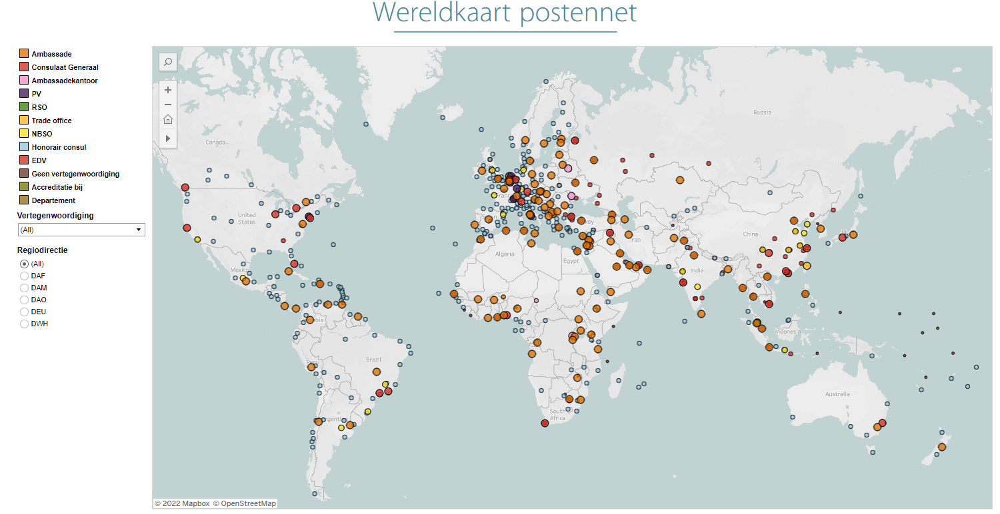 Wereldkaart postennet
Ambassade
Consulaat Generaal
Ambassadekantoor
PV
RSO
Trade office
NBSO
Honorair consul
EDV
Geen vertegenwoordiging
Accreditatie bij
Departement
Vertegenwoordiging
(All)
Regiodirectie
(All)
DAF
DAM
DAO
DEU
DWH
Russia
Canada
United
States
China
Iran
Algeria
Egypt
India
Mexico
Indonesia
Brazil
Australia
South
Africa
© 2022 Mapbox © OpenStreetMap